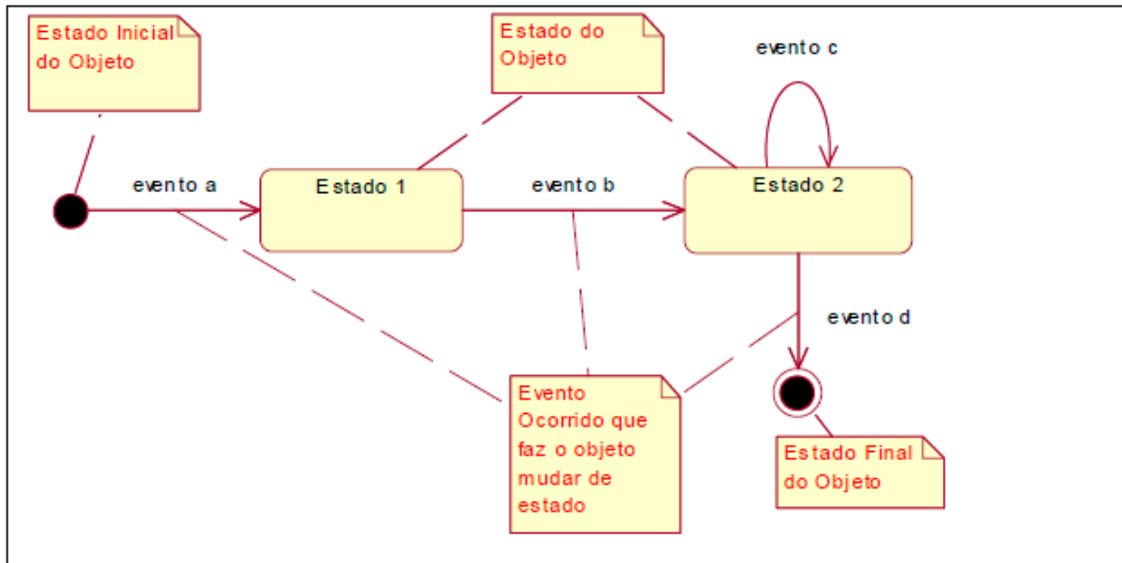 Estado Inicial
do Objeto
Estado do
Objeto
evento c
evento a
Estado 1
evento b
Estado 2
evento d
Evento
Ocorrido que
faz o objeto
mudar de
estado
Estado Final
do Objeto